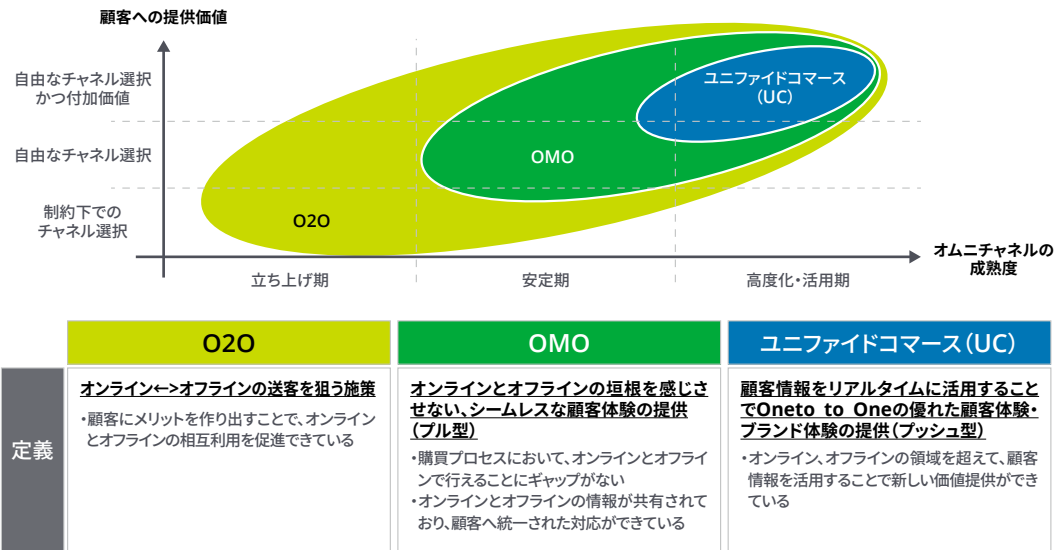 顧客への提供価値
自由なチャネル選択
かつ付加価値
自由なチャネル選択
制約下での
チャネル選択
ユニファイドコマース
（UC）
OMO
O2O
立ち上げ期
安定期
高度化・活用期
オムニチャネルの
成熟度
O2O
OMO
ユニファイドコマース（UC）
定義
オンライン<->オフラインの送客を狙う施策
・顧客にメリットを作り出すことで、オンライン
とオフラインの相互利用を促進できている
オンラインとオフラインの垣根を感じさ
せない、シームレスな顧客体験の提供
（プル型）
・購買プロセスにおいて、オンラインとオフライ
ンで行えることにギャップがない
・オンラインとオフラインの情報が共有されて
おり、顧客へ統一された対応ができている
顧客情報をリアルタイムに活用すること
でOneto to Oneの優れた顧客体験・
ブランド体験の提供（プッシュ型）
・オンライン、オフラインの領域を超えて、顧客
情報を活用することで新しい価値提供ができ
ている